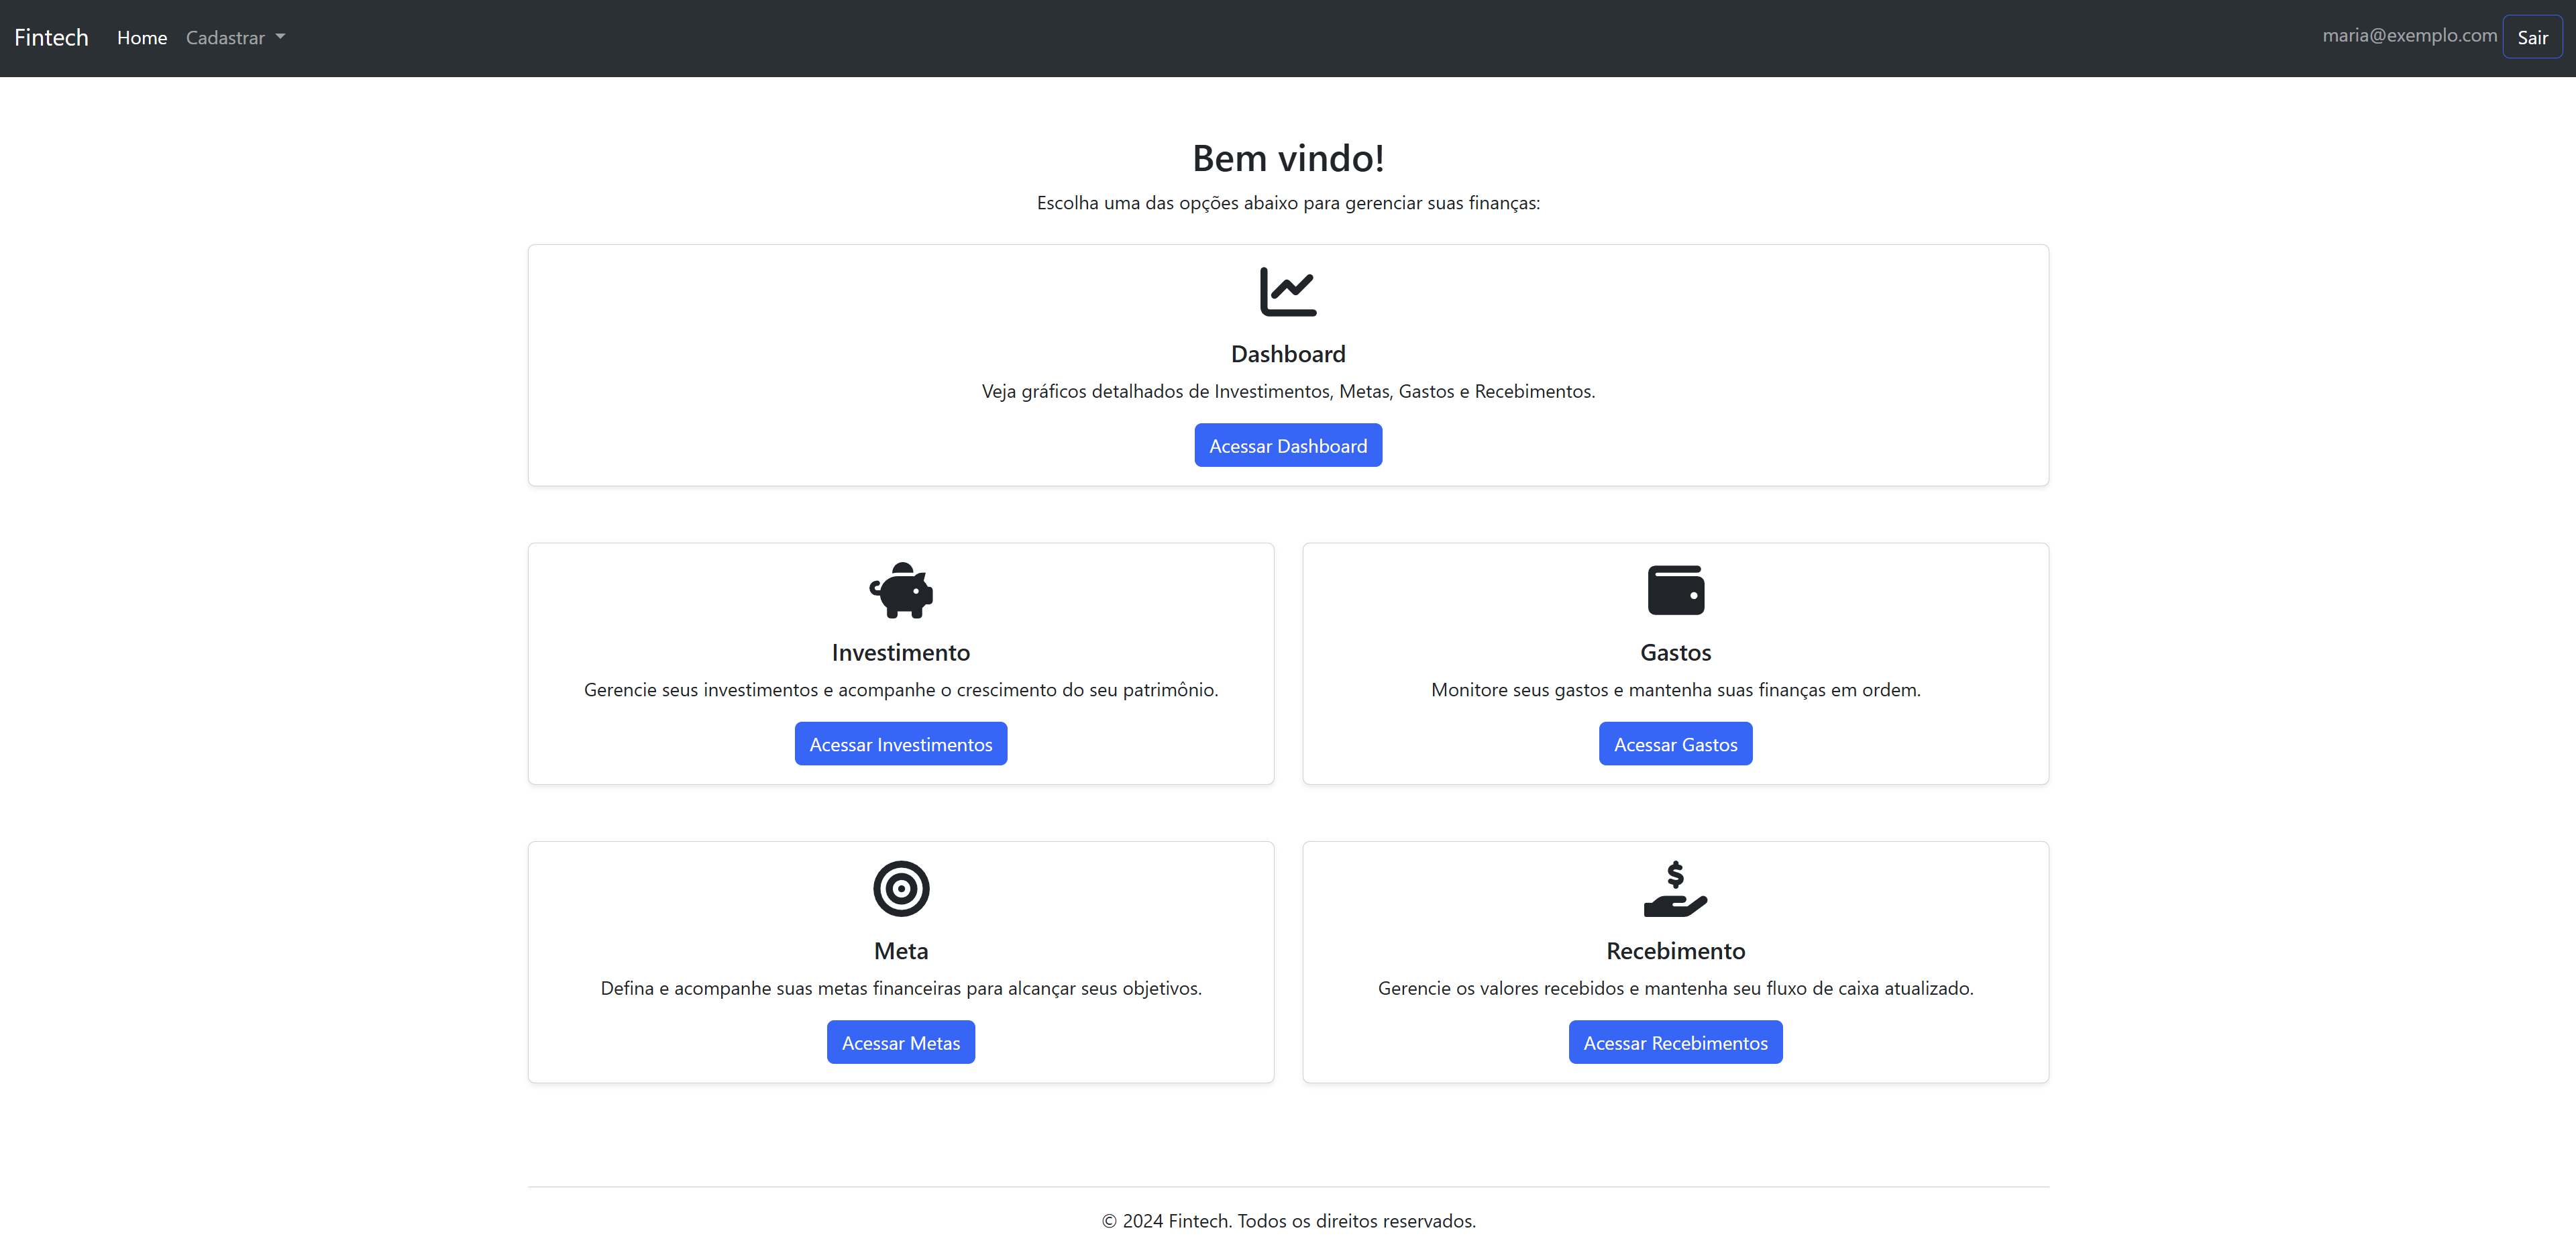 Fintech Home Cadastrar maria@exemplo.com Sair
Bem vindo!
Escolha uma das opções abaixo para gerenciar suas finanças:
Dashboard
Veja gráficos detalhados de Investimentos, Metas, Gastos e Recebimentos.
Acessar Dashboard
Investimento
Gerencie seus investimentos e acompanhe o crescimento do seu patrimônio.
Acessar Investimentos
Gastos
Monitore seus gastos e mantenha suas finanças em ordem.
Acessar Gastos
Meta
Defina e acompanhe suas metas financeiras para alcançar seus objetivos.
Acessar Metas
Recebimento
Gerencie os valores recebidos e mantenha seu fluxo de caixa atualizado.
Acessar Recebimentos
© 2024 Fintech. Todos os direitos reservados.